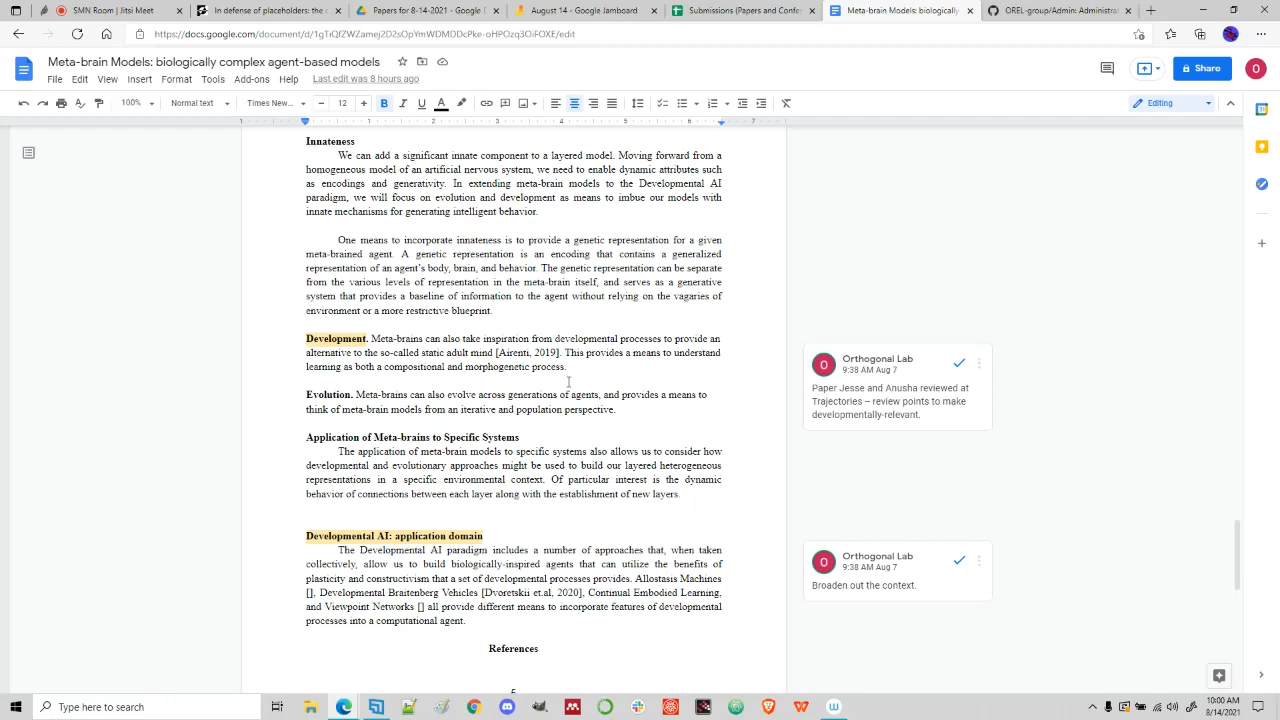 SMN Room | Jitsi Meet
In defense of placeholders: the c
Papers for 8-14-2021 - Google D
August 14 - Google Jamboard
Submissions (Papers and Confere
Meta-brain Models: biologically c
OREL-group/Admin: Administrat
https://docs.google.com/document/d/1gTiQfZWZamej2D2sOpYmWDMDDcPke-oHPOzq3OiFOXE/edit
Meta-brain Models: biologically complex agent-based models
File Edit View Insert Format Tools Add-ons Help Last edit was 8 hours ago
Share
100% Normal text Times New... 12 Editing
1 1 2 3 4 5 6 7
Innateness
We can add a significant innate component to a layered model. Moving forward from a
homogeneous model of an artificial nervous system, we need to enable dynamic attributes such
as encodings and generativity. In extending meta-brain models to the Developmental AI
paradigm, we will focus on evolution and development as means to imbue our models with
innate mechanisms for generating intelligent behavior.
One means to incorporate innateness is to provide a genetic representation for a given
meta-brained agent. A genetic representation is an encoding that contains a generalized
representation of an agent's body, brain, and behavior. The genetic representation can be separate
from the various levels of representation in the meta-brain itself, and serves as a generative
system that provides a baseline of information to the agent without relying on the vagaries of
environment or a more restrictive blueprint.
Development. Meta-brains can also take inspiration from developmental processes to provide an
alternative to the so-called static adult mind [Airenti, 2019]. This provides a means to understand
learning as both a compositional and morphogenetic process.
Evolution. Meta-brains can also evolve across generations of agents, and provides a means to
think of meta-brain models from an iterative and population perspective.
Application of Meta-brains to Specific Systems
The application of meta-brain models to specific systems also allows us to consider how
developmental and evolutionary approaches might be used to build our layered heterogeneous
representations in a specific environmental context. Of particular interest is the dynamic
behavior of connections between each layer along with the establishment of new layers.
Developmental AI: application domain
The Developmental AI paradigm includes a number of approaches that, when taken
collectively, allow us to build biologically-inspired agents that can utilize the benefits of
plasticity and constructivism that a set of developmental processes provides. Allostasis Machines
[], Developmental Braitenberg Vehicles [Dvoretskii et.al, 2020], Continual Embodied Learning,
and Viewpoint Networks [] all provide different means to incorporate features of developmental
processes into a computational agent.
References
5
Orthogonal Lab
9:38 AM Aug 7
Paper Jesse and Anusha reviewed at
Trajectories -- review points to make
developmentally-relevant.
Orthogonal Lab
9:38 AM Aug 7
Broaden out the context.
Type here to search
10:00 AM
8/14/2021